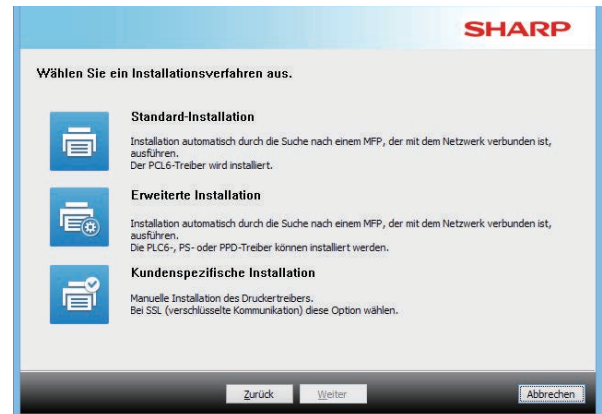 SHARP
Wählen Sie ein Installationsverfahren aus.
Standard-Installation
Installation automatisch durch die Suche nach einem MFP, der mit dem Netzwerk verbunden ist,
ausführen.
Der PCL6-Treiber wird installiert.
Erweiterte Installation
Installation automatisch durch die Suche nach einem MFP, der mit dem Netzwerk verbunden ist,
ausführen.
Die PLC6-, PS- oder PPD-Treiber können installiert werden.
Kundenspezifische Installation
Manuelle Installation des Druckertreibers.
Bei SSL (verschlüsselte Kommunikation) diese Option wählen.
Zurück Weiter Abbrechen